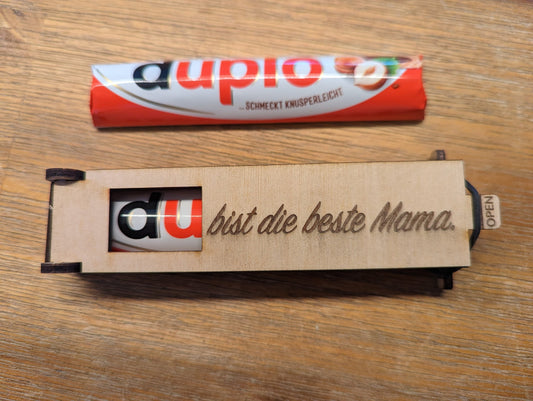 duplo
...SCHMECKT KNUSPERLEICHT
du bist die beste Mama.
OPEN